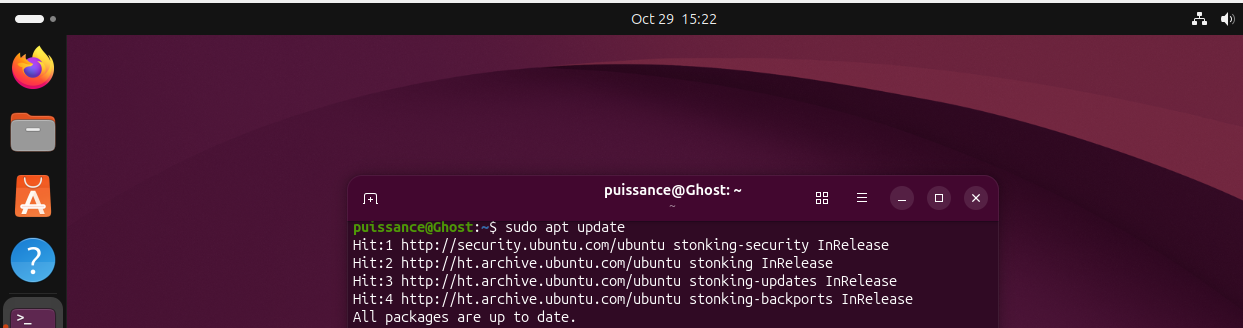 Oct 29 15:22
puissance@Ghost: ~
~
puissance@Ghost:~$ sudo apt update
Hit:1 http://security.ubuntu.com/ubuntu stonking-security InRelease
Hit:2 http://ht.archive.ubuntu.com/ubuntu stonking InRelease
Hit:3 http://ht.archive.ubuntu.com/ubuntu stonking-updates InRelease
Hit:4 http://ht.archive.ubuntu.com/ubuntu stonking-backports InRelease
All packages are up to date.